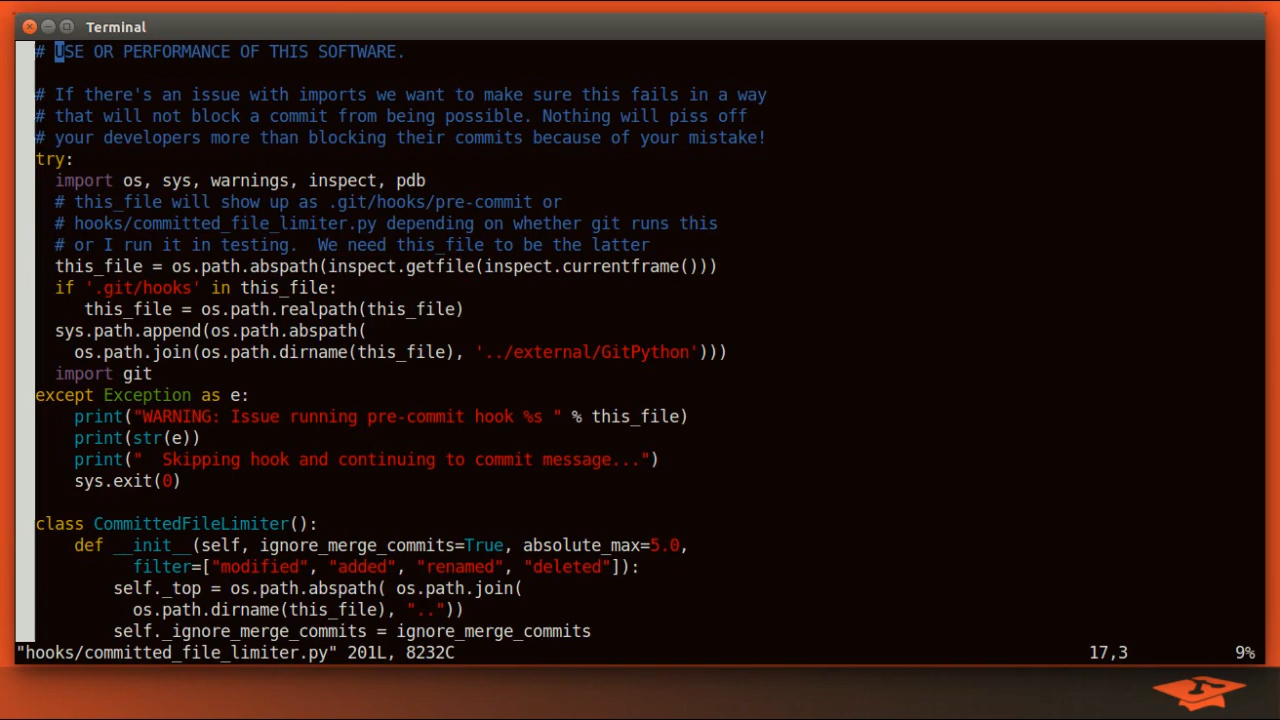 Terminal
# USE OR PERFORMANCE OF THIS SOFTWARE.
# If there's an issue with imports we want to make sure this fails in a way
# that will not block a commit from being possible. Nothing will piss off
# your developers more than blocking their commits because of your mistake!
try:
  import os, sys, warnings, inspect, pdb
  # this_file will show up as .git/hooks/pre-commit or
  # hooks/committed_file_limiter.py depending on whether git runs this
  # or I run it in testing.  We need this_file to be the latter
  this_file = os.path.abspath(inspect.getfile(inspect.currentframe()))
  if '.git/hooks' in this_file:
     this_file = os.path.realpath(this_file)
  sys.path.append(os.path.abspath(
    os.path.join(os.path.dirname(this_file), '../external/GitPython')))
  import git
except Exception as e:
    print("WARNING: Issue running pre-commit hook %s " % this_file)
    print(str(e))
    print("  Skipping hook and continuing to commit message...")
    sys.exit(0)
class CommittedFileLimiter():
    def __init__(self, ignore_merge_commits=True, absolute_max=5.0,
          filter=["modified", "added", "renamed", "deleted"]):
        self._top = os.path.abspath( os.path.join(
          os.path.dirname(this_file), ".."))
        self._ignore_merge_commits = ignore_merge_commits
"hooks/committed_file_limiter.py" 201L, 8232C 17,3 9%